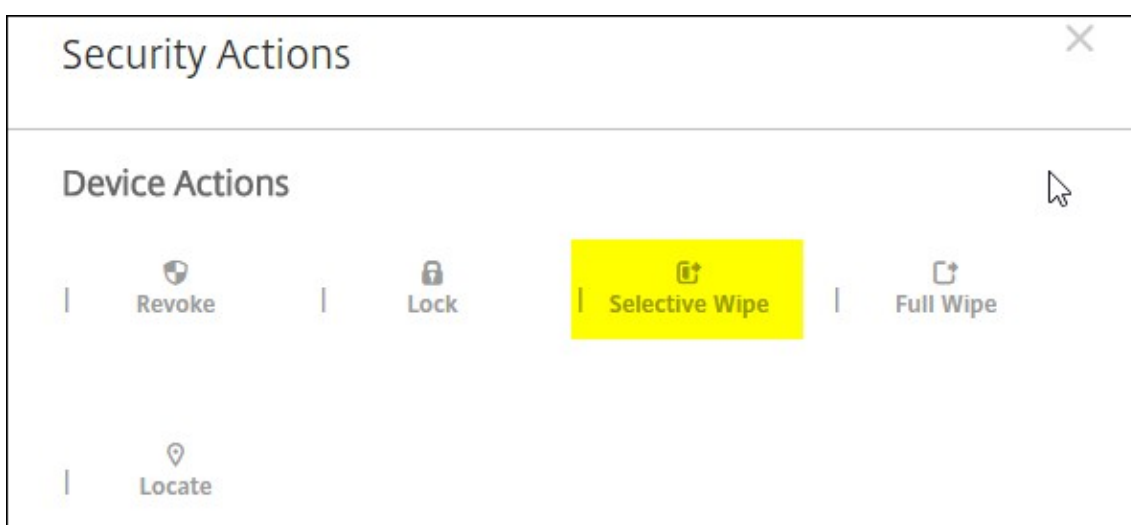 Security Actions
Device Actions
Revoke
Lock
Selective Wipe
Full Wipe
Locate